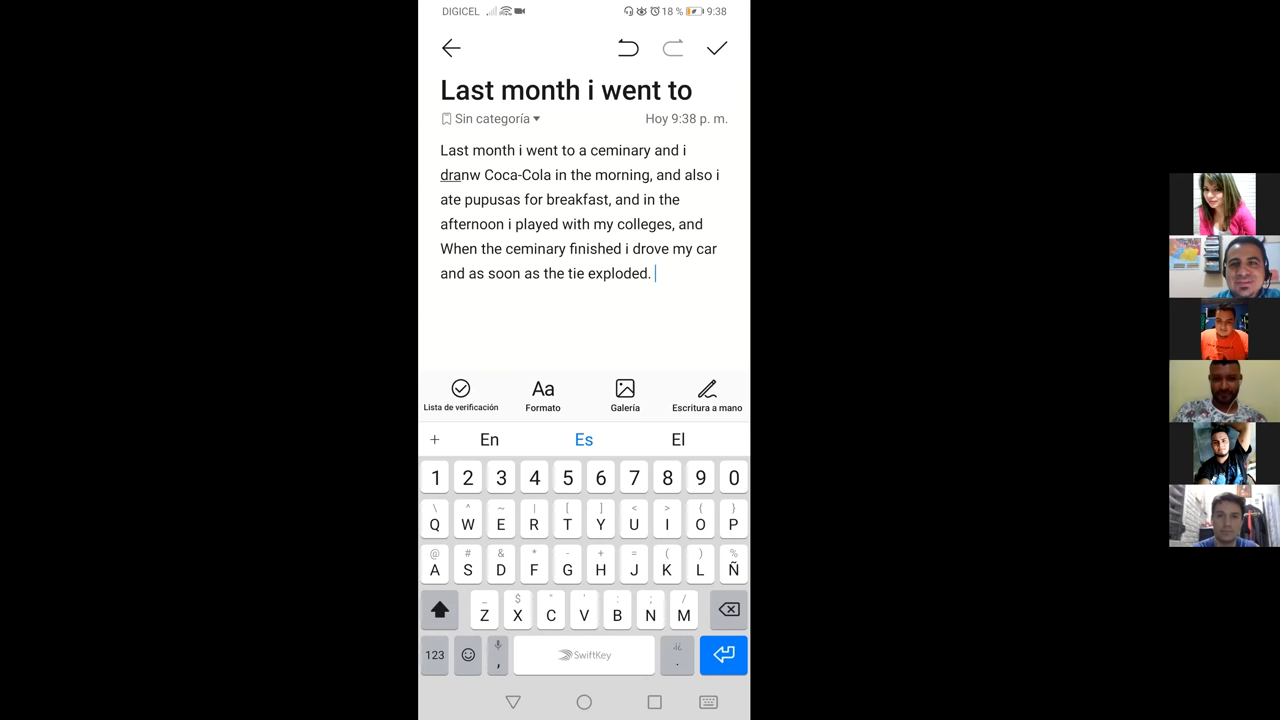 DIGICEL 18 % 9:38
Last month i went to
Sin categoría Hoy 9:38 p. m.
Last month i went to a ceminary and i
dranw Coca-Cola in the morning, and also i
ate pupusas for breakfast, and in the
afternoon i played with my colleges, and
When the ceminary finished i drove my car
and as soon as the tie exploded.
Lista de verificación Aa Formato Galería Escritura a mano
+ En Es El
1 2 3 4 5 6 7 8 9 0
\ ^ ~ | [ ] < > { }
Q W E R T Y U I O P
@ # & * - + = ( ) %
A S D F G H J K L Ñ
_ $ " ' : ; /
Z X C V B N M
123 , SwiftKey .